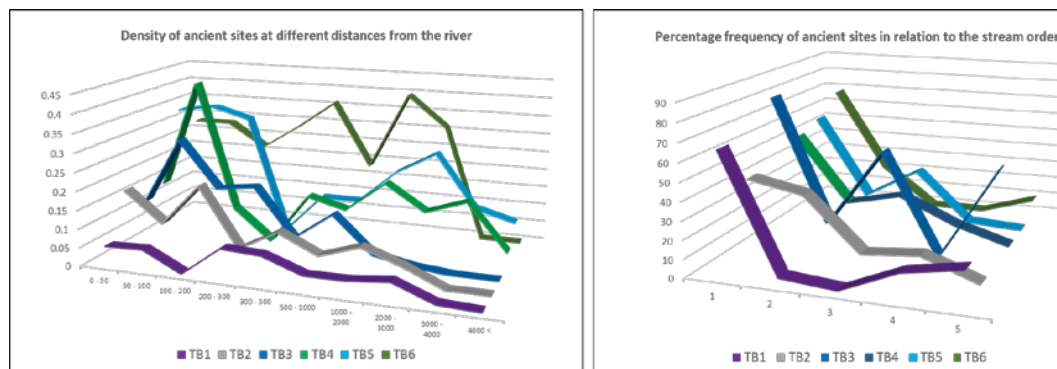 Density of ancient sites at different distances from the river
0.45
0.4
0.35
0.3
0.25
0.2
0.15
0.1
0.05
0
0 - 50
50 - 100
100 - 200
200 - 300
300 - 500
500 - 1000
1000 - 2000
2000 - 3000
3000 - 4000
4000 <
TB1 TB2 TB3 TB4 TB5 TB6
Percentage frequency of ancient sites in relation to the stream order
90
80
70
60
50
40
30
20
10
0
1 2 3 4 5
TB1 TB2 TB3 TB4 TB5 TB6